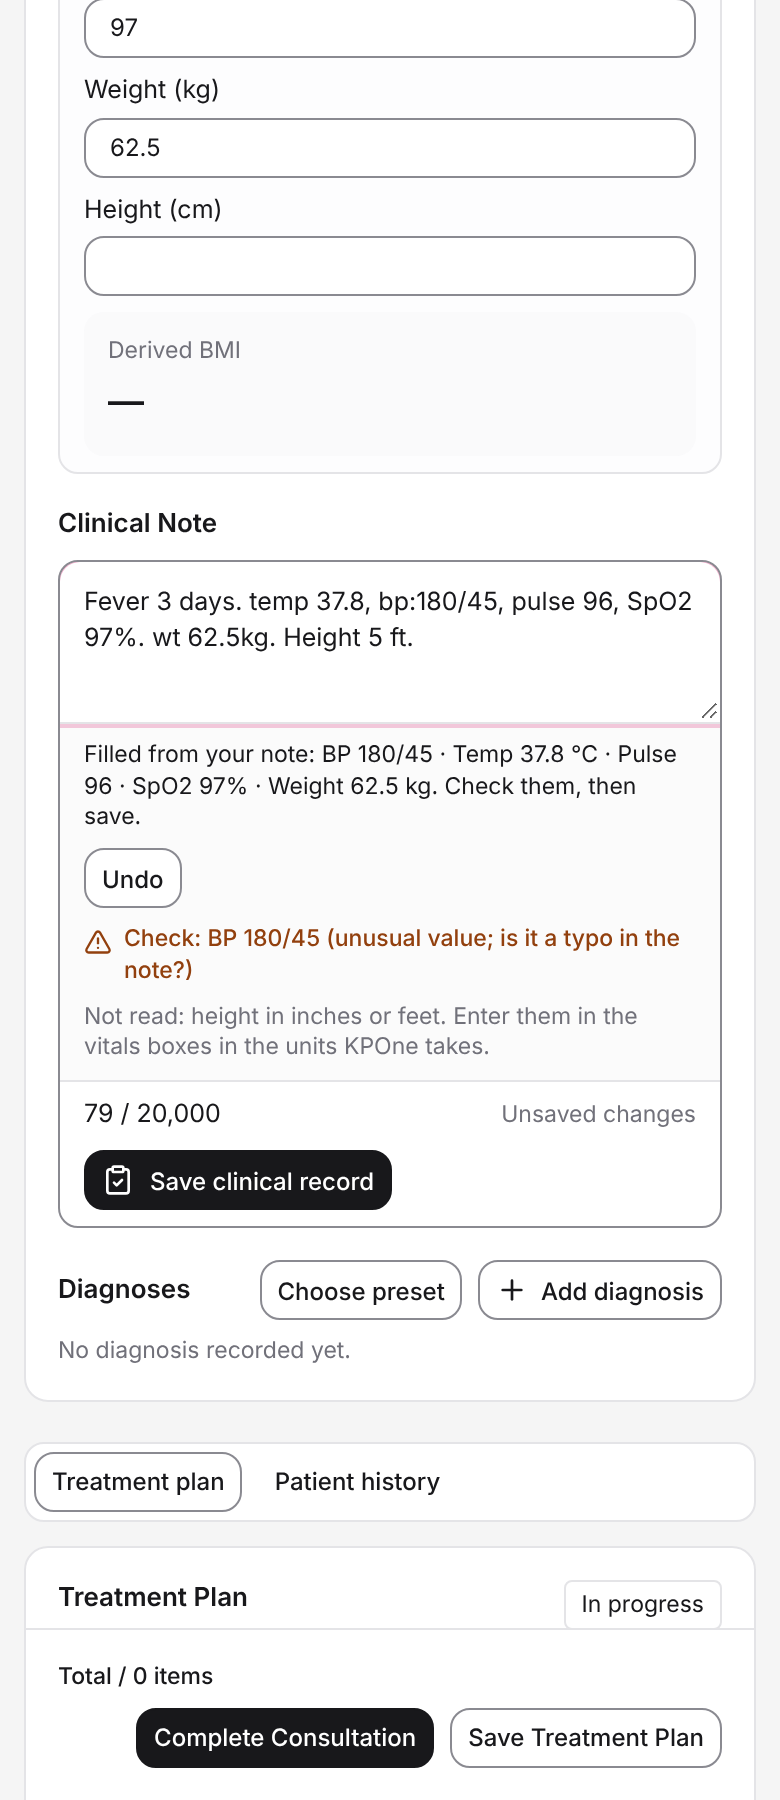 97
Weight (kg)
62.5
Height (cm)
Derived BMI
—
Clinical Note
Fever 3 days. temp 37.8, bp:180/45, pulse 96, SpO2
97%. wt 62.5kg. Height 5 ft.
Filled from your note: BP 180/45 · Temp 37.8 °C · Pulse
96 · SpO2 97% · Weight 62.5 kg. Check them, then
save.
Undo
Check: BP 180/45 (unusual value; is it a typo in the
note?)
Not read: height in inches or feet. Enter them in the
vitals boxes in the units KPOne takes.
79 / 20,000 Unsaved changes
Save clinical record
Diagnoses Choose preset Add diagnosis
No diagnosis recorded yet.
Treatment plan Patient history
Treatment Plan In progress
Total / 0 items
Complete Consultation Save Treatment Plan